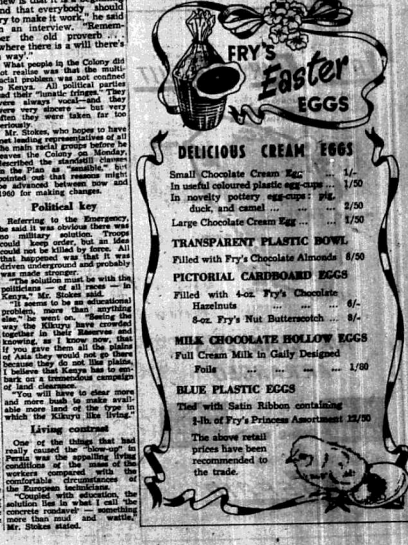 and that everybody should
try to make it work," he said
in an interview. "Remem-
ber the old proverb . . .
where there is a will there's
way'."
What people in the Colony did
not realise was that the multi-
racial problem was not confined
to Kenya. All political parties
had their "lunatic fringes." They
were always vocal—and they
were very sincere — but very
often they were taken far too
seriously.
Mr. Stokes, who hopes to have
met leading representatives of all
the main racial groups before he
leaves the Colony on Monday,
described the standstill clauses
in the Plan as "sensible," but
pointed out that reasons might
be advanced between now and
1960 for making changes.
Political key
Referring to the Emergency,
he said it was obvious there was
no military solution. Troops
could keep order, but an idea
could not be killed by force. All
that happened was that it was
driven underground and probably
was made stronger.
"The solution must be with the
politicians — of all races — in
Kenya," Mr. Stokes said.
"It seems to be an educational
problem, more than anything
else," he went on. "Seeing the
way the Kikuyu have crowded
together in their Reserves and
knowing, as I know now, that
if you gave them all the plains
of Asia they would not go there
because they do not like plains,
I believe that Kenya has to em-
bark on a tremendous campaign
of land clearance.
"You will have to clear more
and more bush to make avail-
able more land of the type in
which the Kikuyu like living."
Living contrast
One of the things that had
really caused the "blow-up" in
Persia was the appalling living
conditions of the mass of the
workers compared with the
comfortable circumstances of
the European technicians.
"Coupled with education, the
solution lies in what I call 'the
concrete rondavel' — something
more than mud and wattle,"
Mr. Stokes stated.
FRY'S
Easter
EGGS
DELICIOUS CREAM EGGS
Small Chocolate Cream Egg ... 1/-
In useful coloured plastic egg-cups ... 1/50
In novelty pottery egg-cups: pig,
duck, and camel ... ... 2/50
Large Chocolate Cream Egg ... ... 1/50
TRANSPARENT PLASTIC BOWL
Filled with Fry's Chocolate Almonds 8/50
PICTORIAL CARDBOARD EGGS
Filled with 4-oz. Fry's Chocolate
Hazelnuts ... ... ... 6/-
8-oz. Fry's Nut Butterscotch ... 8/-
MILK CHOCOLATE HOLLOW EGGS
Full Cream Milk in Gaily Designed
Foils ... ... ... ... 1/80
BLUE PLASTIC EGGS
Tied with Satin Ribbon containing
-lb. of Fry's Princess Assortment 12/50
The above retail
prices have been
recommended to
the trade.